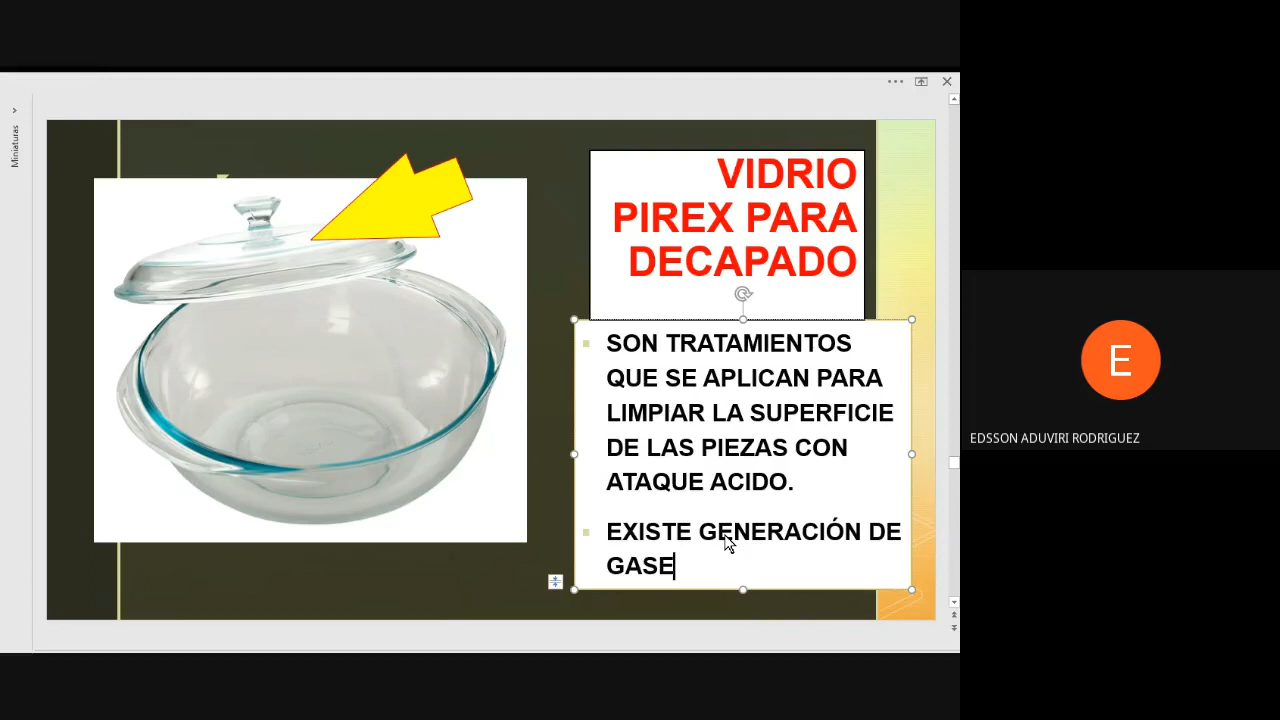 Miniaturas
VIDRIO
PIREX PARA
DECAPADO
SON TRATAMIENTOS
QUE SE APLICAN PARA
LIMPIAR LA SUPERFICIE
DE LAS PIEZAS CON
ATAQUE ACIDO.
EXISTE GENERACIÓN DE
GASE
E
EDSSON ADUVIRI RODRIGUEZ